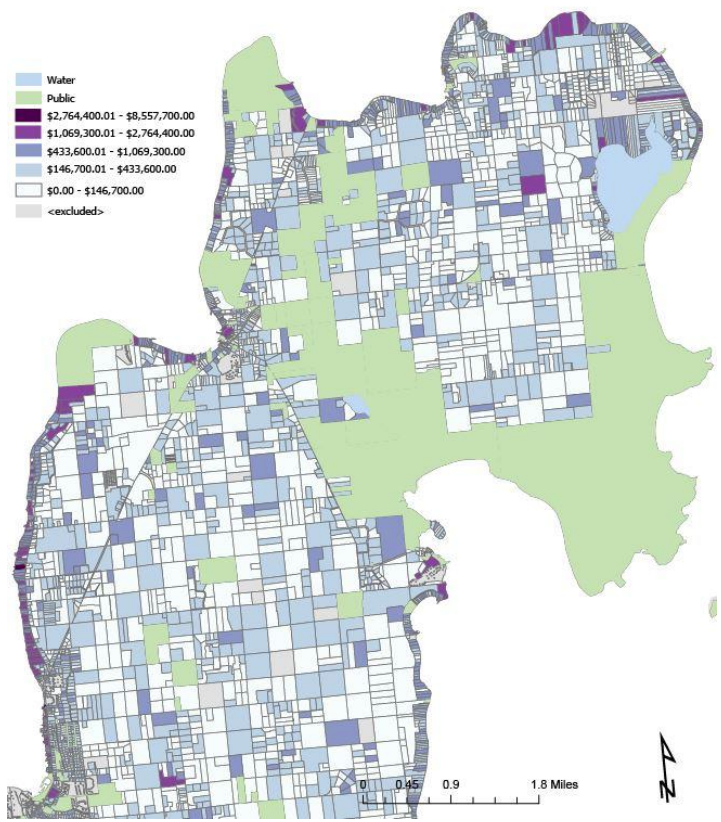 Water
Public
$2,764,400.01 - $8,557,700.00
$1,069,300.01 - $2,764,400.00
$433,600.01 - $1,069,300.00
$146,700.01 - $433,600.00
$0.00 - $146,700.00
<excluded>
N
0 0.45 0.9 1.8 Miles